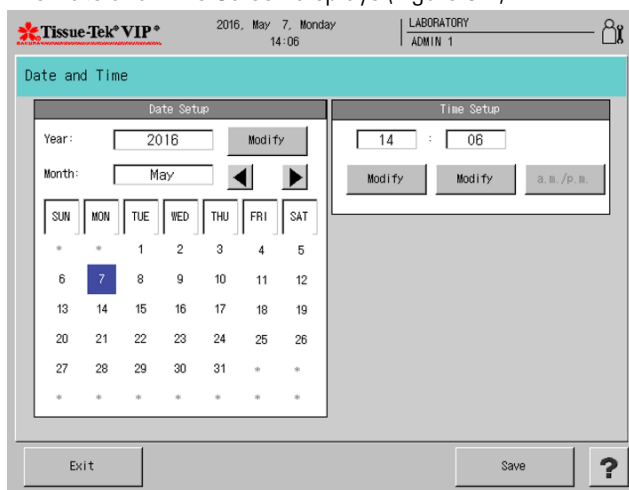 Tissue-Tek® VIP®
2016, May 7, Monday
14:06
LABORATORY
ADMIN 1
Date and Time
Date Setup
Year: 2016 Modify
Month: May
SUN MON TUE WED THU FRI SAT
* * 1 2 3 4 5
6 7 8 9 10 11 12
13 14 15 16 17 18 19
20 21 22 23 24 25 26
27 28 29 30 31 * *
* * * * * * *
Time Setup
14 : 06
Modify Modify a.m./p.m.
Exit Save ?